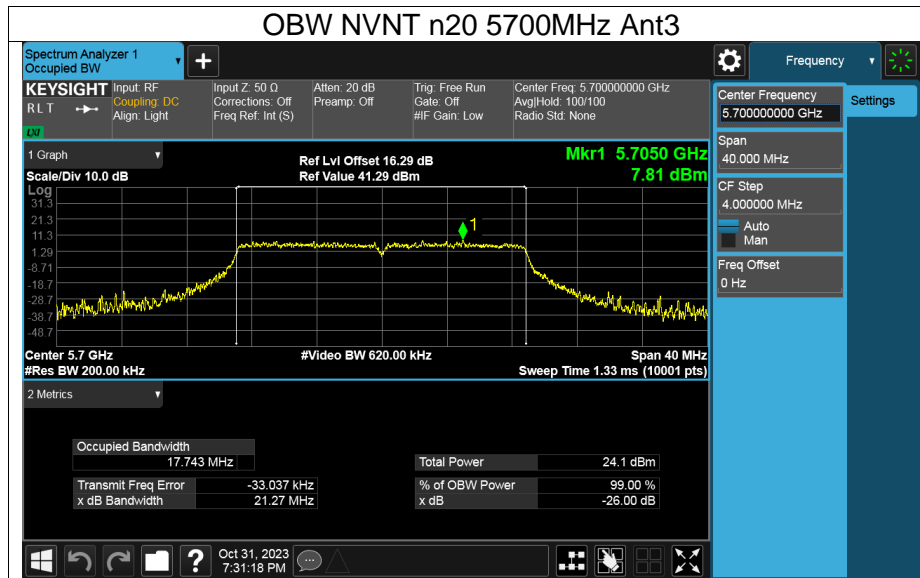 OBW NVNT n20 5700MHz Ant3
Spectrum Analyzer 1
Occupied BW
+
Frequency
KEYSIGHT
Input: RF
Input Z: 50 Ω
Atten: 20 dB
Trig: Free Run
Center Freq: 5.700000000 GHz
RLT
Coupling: DC
Corrections: Off
Preamp: Off
Gate: Off
Avg|Hold: 100/100
Align: Light
Freq Ref: Int (S)
#IF Gain: Low
Radio Std: None
LXI
Center Frequency
5.700000000 GHz
Settings
Span
40.000 MHz
CF Step
4.000000 MHz
Auto
Man
Freq Offset
0 Hz
1 Graph
Ref Lvl Offset 16.29 dB
Mkr1 5.7050 GHz
Scale/Div 10.0 dB
Ref Value 41.29 dBm
7.81 dBm
Log
31.3
21.3
11.3
1.29
-8.71
-18.7
-28.7
-38.7
-48.7
1
Center 5.7 GHz
#Video BW 620.00 kHz
Span 40 MHz
#Res BW 200.00 kHz
Sweep Time 1.33 ms (10001 pts)
2 Metrics
Occupied Bandwidth
17.743 MHz
Total Power 24.1 dBm
Transmit Freq Error -33.037 kHz
% of OBW Power 99.00 %
x dB Bandwidth 21.27 MHz
x dB -26.00 dB
?
Oct 31, 2023
7:31:18 PM